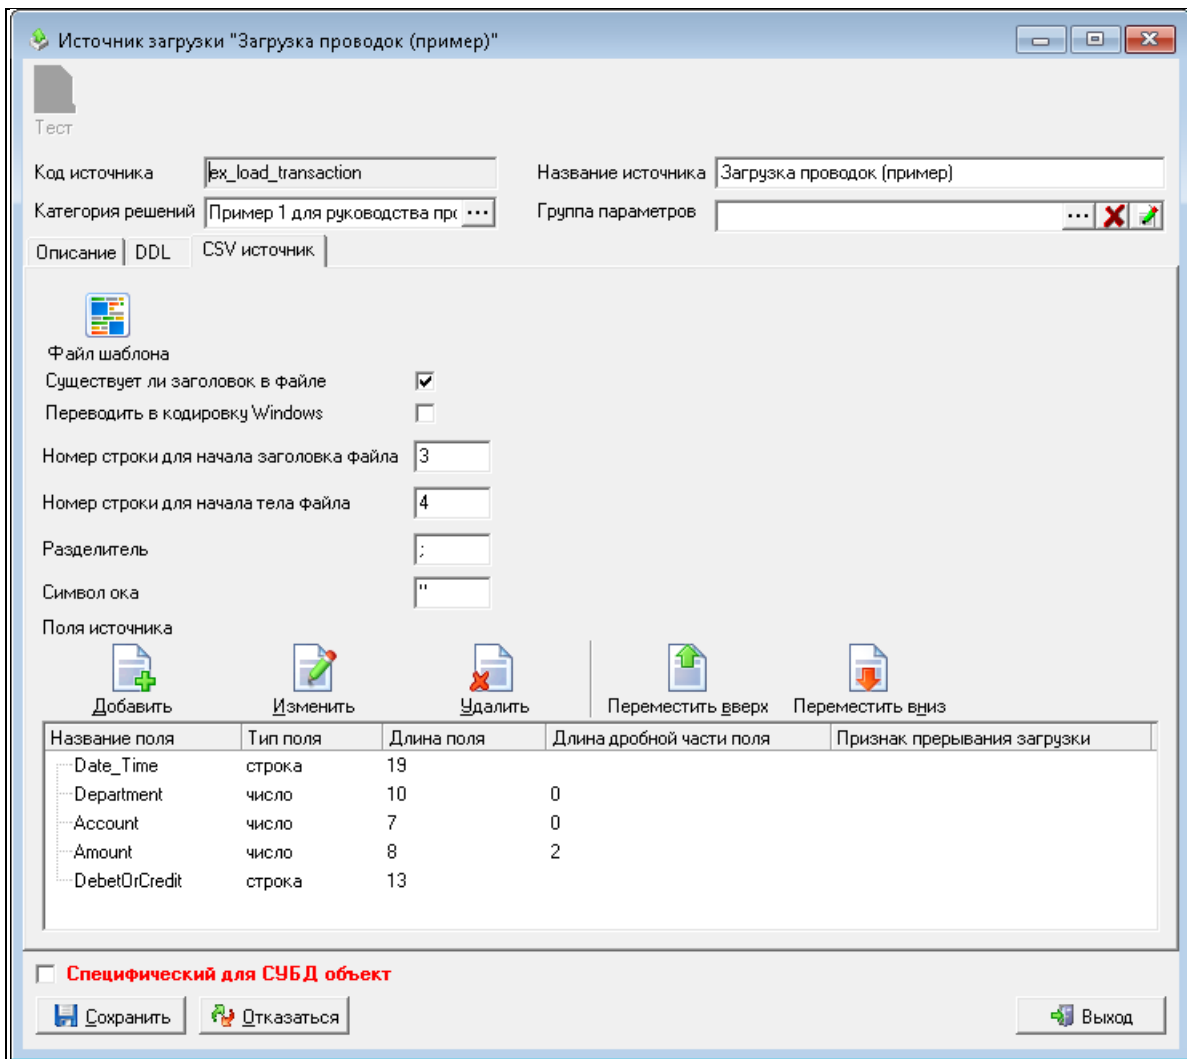 Источник загрузки "Загрузка проводок (пример)"
Тест
Код источника ex_load_transaction Название источника Загрузка проводок (пример)
Категория решений Пример 1 для руководства прс ... Группа параметров ...
Описание DDL CSV источник
Файл шаблона
Существует ли заголовок в файле
Переводить в кодировку Windows
Номер строки для начала заголовка файла 3
Номер строки для начала тела файла 4
Разделитель ;
Символ ока "
Поля источника
Добавить Изменить Удалить Переместить вверх Переместить вниз
Название поля Тип поля Длина поля Длина дробной части поля Признак прерывания загрузки
Date_Time строка 19
Department число 10 0
Account число 7 0
Amount число 8 2
DebetOrCredit строка 13
Специфический для СУБД объект
Сохранить Отказаться Выход